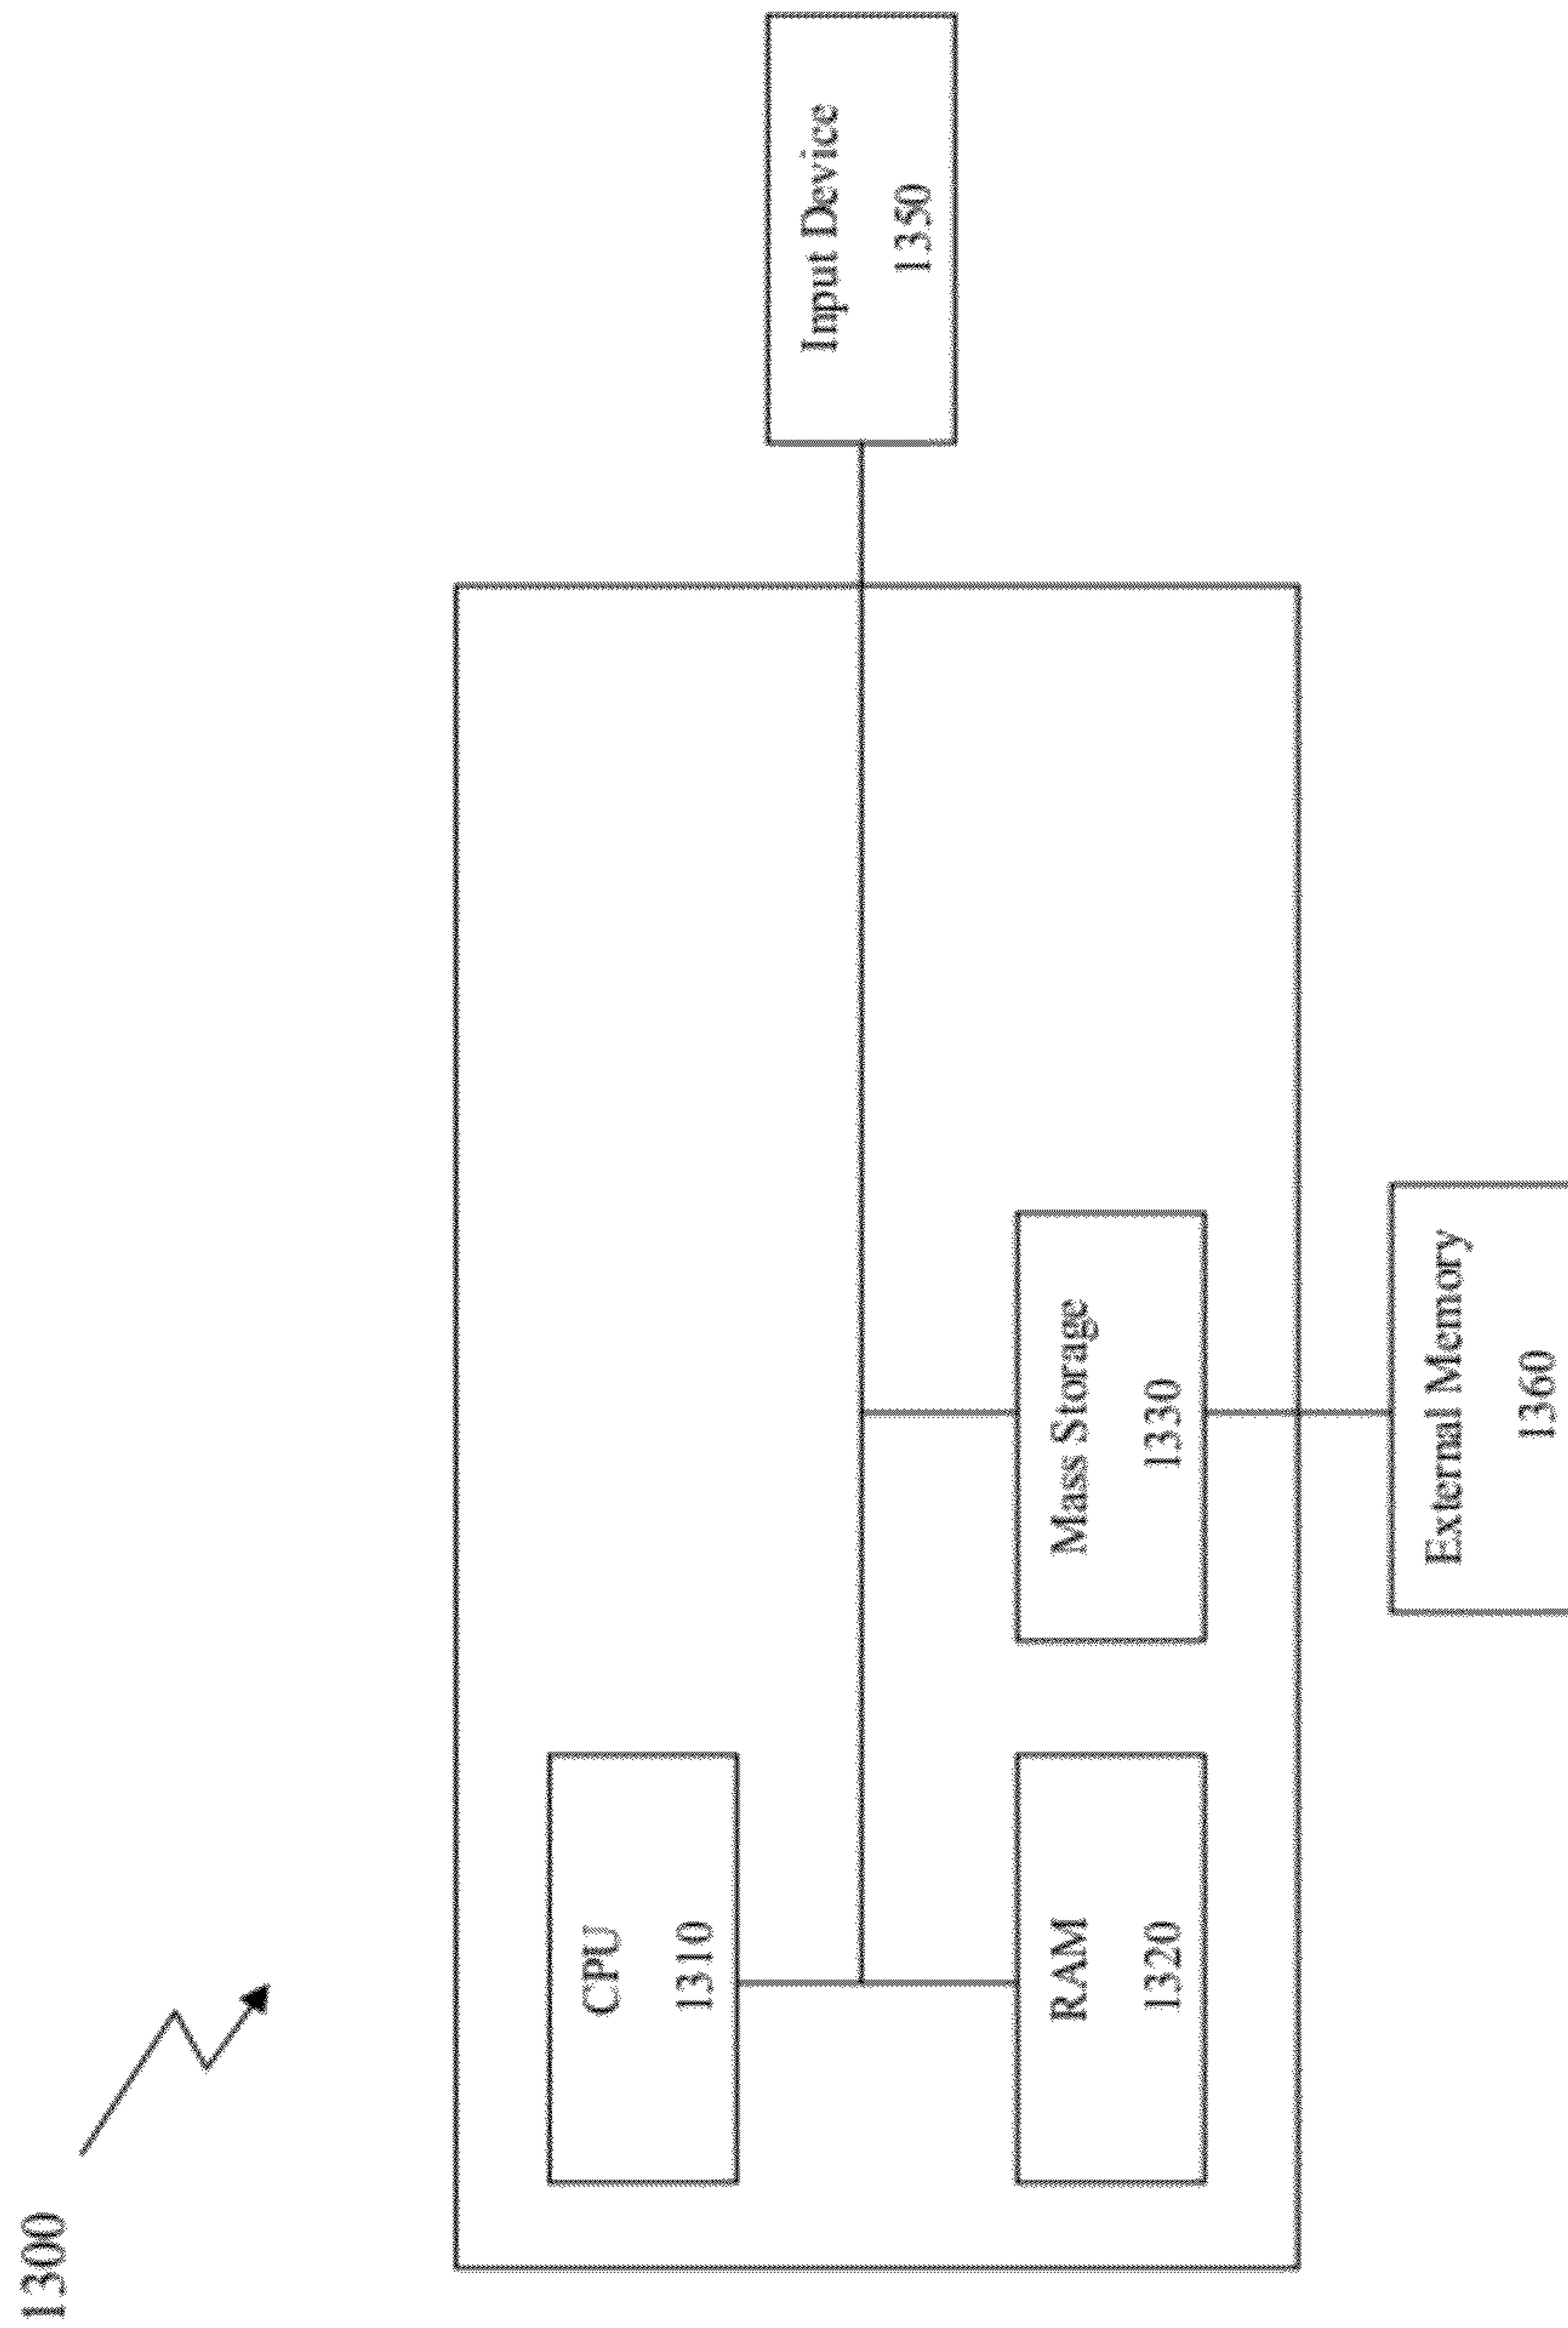 1300
CPU
1310
RAM
1320
Mass Storage
1330
External Memory
1360
Input Device
1350